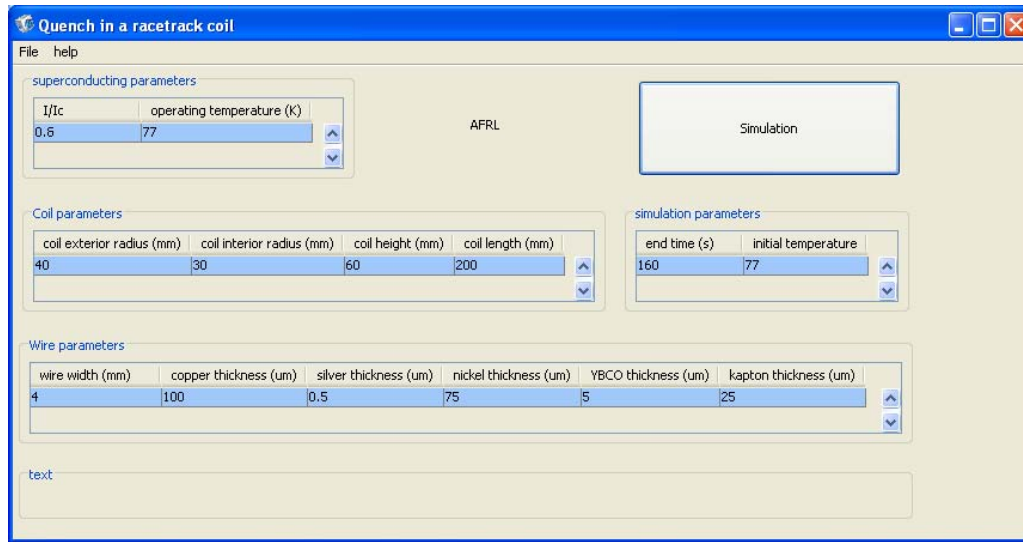 Quench in a racetrack coil
File help
superconducting parameters
I/Ic operating temperature (K)
0.6 77
AFRL
Simulation
Coil parameters
coil exterior radius (mm) coil interior radius (mm) coil height (mm) coil length (mm)
40 30 60 200
simulation parameters
end time (s) initial temperature
160 77
Wire parameters
wire width (mm) copper thickness (um) silver thickness (um) nickel thickness (um) YBCO thickness (um) kapton thickness (um)
4 100 0.5 75 5 25
text